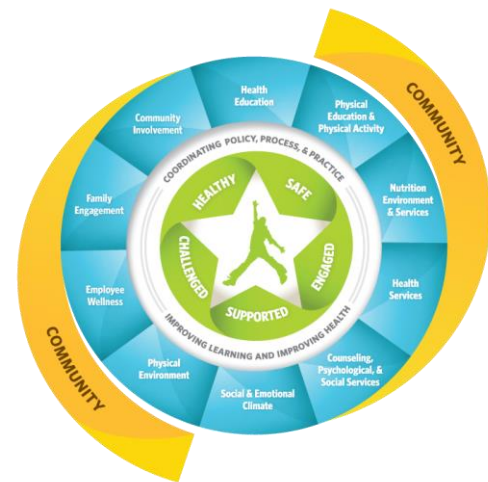 COMMUNITY
Health
Education
Physical
Education &
Physical Activity
Nutrition
Environment
& Services
Health
Services
Counseling,
Psychological, &
Social Services
Social & Emotional
Climate
Physical
Environment
Employee
Wellness
Family
Engagement
Community
Involvement
COORDINATING POLICY, PROCESS, & PRACTICE
IMPROVING LEARNING AND IMPROVING HEALTH
HEALTHY
SAFE
ENGAGED
SUPPORTED
CHALLENGED
COMMUNITY